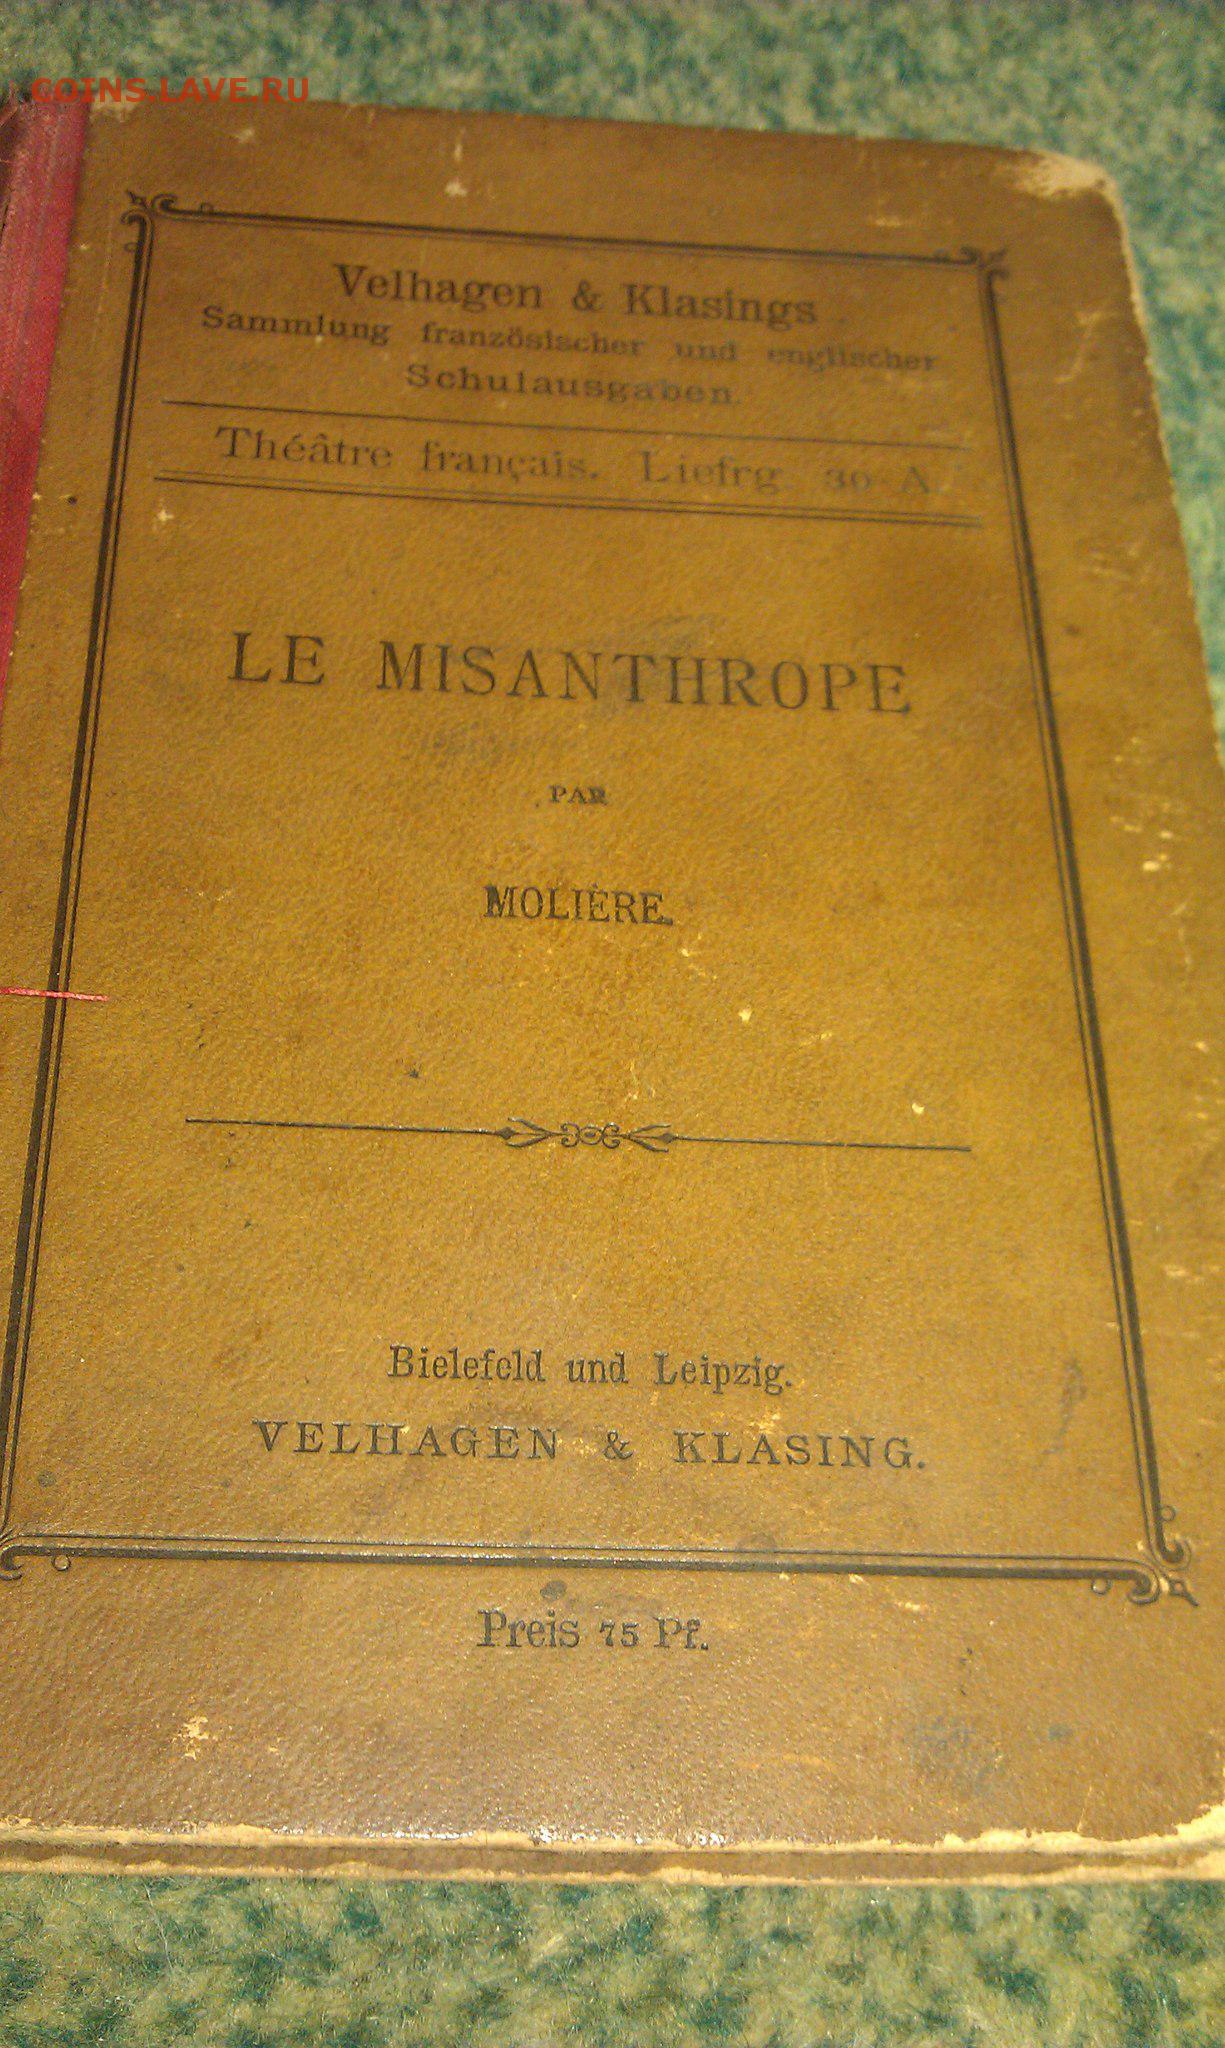 COINS.LAVE.RU
Velhagen & Klasings
Sammlung französischer und englischer
Schulausgaben.
Théâtre français. Liefrg. 30 A.
LE MISANTHROPE
PAR
MOLIÈRE.
Bielefeld und Leipzig.
VELHAGEN & KLASING.
Preis 75 Pf.